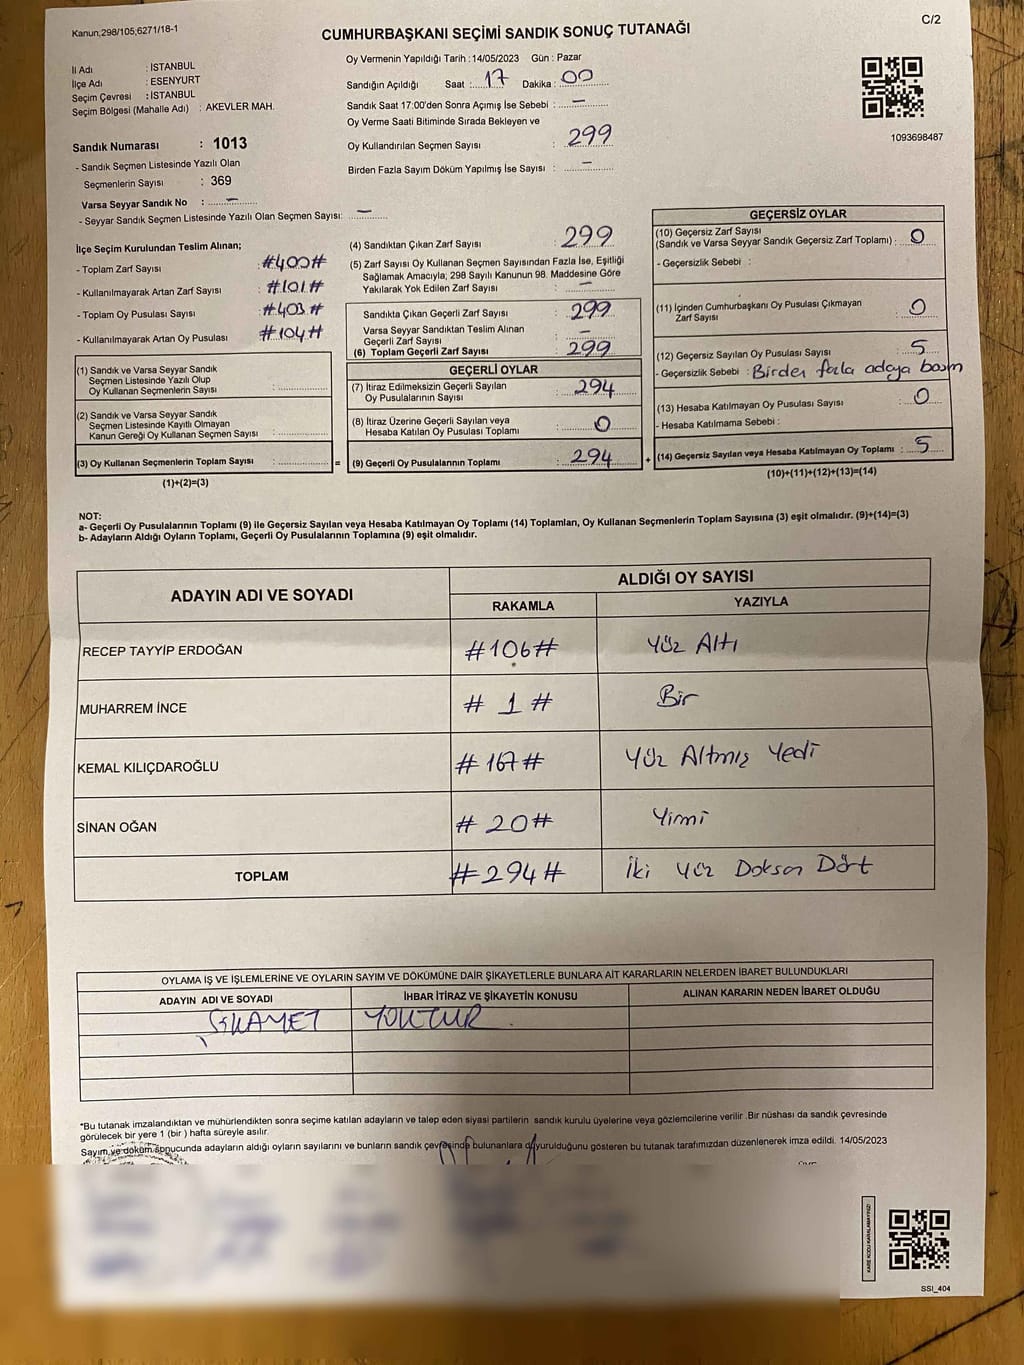 Kanun,298/105,6271/18-1
C/2
CUMHURBAŞKANI SEÇİMİ SANDIK SONUÇ TUTANAĞI
İl Adı : İSTANBUL
İlçe Adı : ESENYURT
Seçim Çevresi : İSTANBUL
Seçim Bölgesi (Mahalle Adı) : AKEVLER MAH.
Sandık Numarası : 1013
- Sandık Seçmen Listesinde Yazılı Olan
Seçmenlerin Sayısı : 369
Varsa Seyyar Sandık No : –
- Seyyar Sandık Seçmen Listesinde Yazılı Olan Seçmen Sayısı: –
Oy Vermenin Yapıldığı Tarih :14/05/2023 Gün : Pazar
Sandığın Açıldığı Saat : 17 Dakika : 00
Sandık Saat 17:00'den Sonra Açımış İse Sebebi : –
Oy Verme Saati Bitiminde Sırada Bekleyen ve
Oy Kullandırılan Seçmen Sayısı : 299
Birden Fazla Sayım Döküm Yapılmış İse Sayısı : –
1093698487
İlçe Seçim Kurulundan Teslim Alınan;
- Toplam Zarf Sayısı : #400#
- Kullanılmayarak Artan Zarf Sayısı : #101#
- Toplam Oy Pusulası Sayısı : #403#
- Kullanılmayarak Artan Oy Pusulası #104#
(1) Sandık ve Varsa Seyyar Sandık
Seçmen Listesinde Yazılı Olup
Oy Kullanan Seçmenlerin Sayısı :
(2) Sandık ve Varsa Seyyar Sandık
Seçmen Listesinde Kayıtlı Olmayan
Kanun Gereği Oy Kullanan Seçmen Sayısı :
(3) Oy Kullanan Seçmenlerin Toplam Sayısı : =
(1)+(2)=(3)
(4) Sandıktan Çıkan Zarf Sayısı : 299
(5) Zarf Sayısı Oy Kullanan Seçmen Sayısından Fazla İse, Eşitliği
Sağlamak Amacıyla; 298 Sayılı Kanunun 98. Maddesine Göre
Yakılarak Yok Edilen Zarf Sayısı : –
Sandıkta Çıkan Geçerli Zarf Sayısı : 299
Varsa Seyyar Sandıktan Teslim Alınan
Geçerli Zarf Sayısı : –
(6) Toplam Geçerli Zarf Sayısı : 299
GEÇERLİ OYLAR
(7) İtiraz Edilmeksizin Geçerli Sayılan
Oy Pusulalarının Sayısı : 294
(8) İtiraz Üzerine Geçerli Sayılan veya
Hesaba Katılan Oy Pusulası Toplamı : 0
(9) Geçerli Oy Pusulalarının Toplamı : 294 +
GEÇERSİZ OYLAR
(10) Geçersiz Zarf Sayısı
(Sandık ve Varsa Seyyar Sandık Geçersiz Zarf Toplamı) : 0
- Geçersizlik Sebebi :
(11) İçinden Cumhurbaşkanı Oy Pusulası Çıkmayan
Zarf Sayısı : 0
(12) Geçersiz Sayılan Oy Pusulası Sayısı : 5
- Geçersizlik Sebebi : Birden fazla adaya basım
(13) Hesaba Katılmayan Oy Pusulası Sayısı : 0
- Hesaba Katılmama Sebebi :
(14) Geçersiz Sayılan veya Hesaba Katılmayan Oy Toplamı : 5
(10)+(11)+(12)+(13)=(14)
NOT:
a- Geçerli Oy Pusulalarının Toplamı (9) ile Geçersiz Sayılan veya Hesaba Katılmayan Oy Toplamı (14) Toplamları, Oy Kullanan Seçmenlerin Toplam Sayısına (3) eşit olmalıdır. (9)+(14)=(3)
b- Adayların Aldığı Oyların Toplamı, Geçerli Oy Pusulalarının Toplamına (9) eşit olmalıdır.
ADAYIN ADI VE SOYADI
ALDIĞI OY SAYISI
RAKAMLA YAZIYLA
RECEP TAYYİP ERDOĞAN #106# Yüz Altı
MUHARREM İNCE # 1 # Bir
KEMAL KILIÇDAROĞLU # 167 # Yüz Altmış Yedi
SİNAN OĞAN # 20 # Yirmi
TOPLAM #294# İki yüz Doksan Dört
OYLAMA İŞ VE İŞLEMLERİNE VE OYLARIN SAYIM VE DÖKÜMÜNE DAİR ŞİKAYETLERLE BUNLARA AİT KARARLARIN NELERDEN İBARET BULUNDUKLARI
ADAYIN ADI VE SOYADI İHBAR İTİRAZ VE ŞİKAYETİN KONUSU ALINAN KARARIN NEDEN İBARET OLDUĞU
ŞİKAYET YOKTUR.
*Bu tutanak imzalandıktan ve mühürlendikten sonra seçime katılan adayların ve talep eden siyasi partilerin sandık kurulu üyelerine veya gözlemcilerine verilir .Bir nüshası da sandık çevresinde
görülecek bir yere 1 (bir ) hafta süreyle asılır.
Sayım ve döküm sonucunda adayların aldığı oyların sayılarını ve bunların sandık çevresinde bulunanlara duyurulduğunu gösteren bu tutanak tarafımızdan düzenlenerek imza edildi. 14/05/2023
KARE KODU KARALAMAYINIZ!
SSI_404